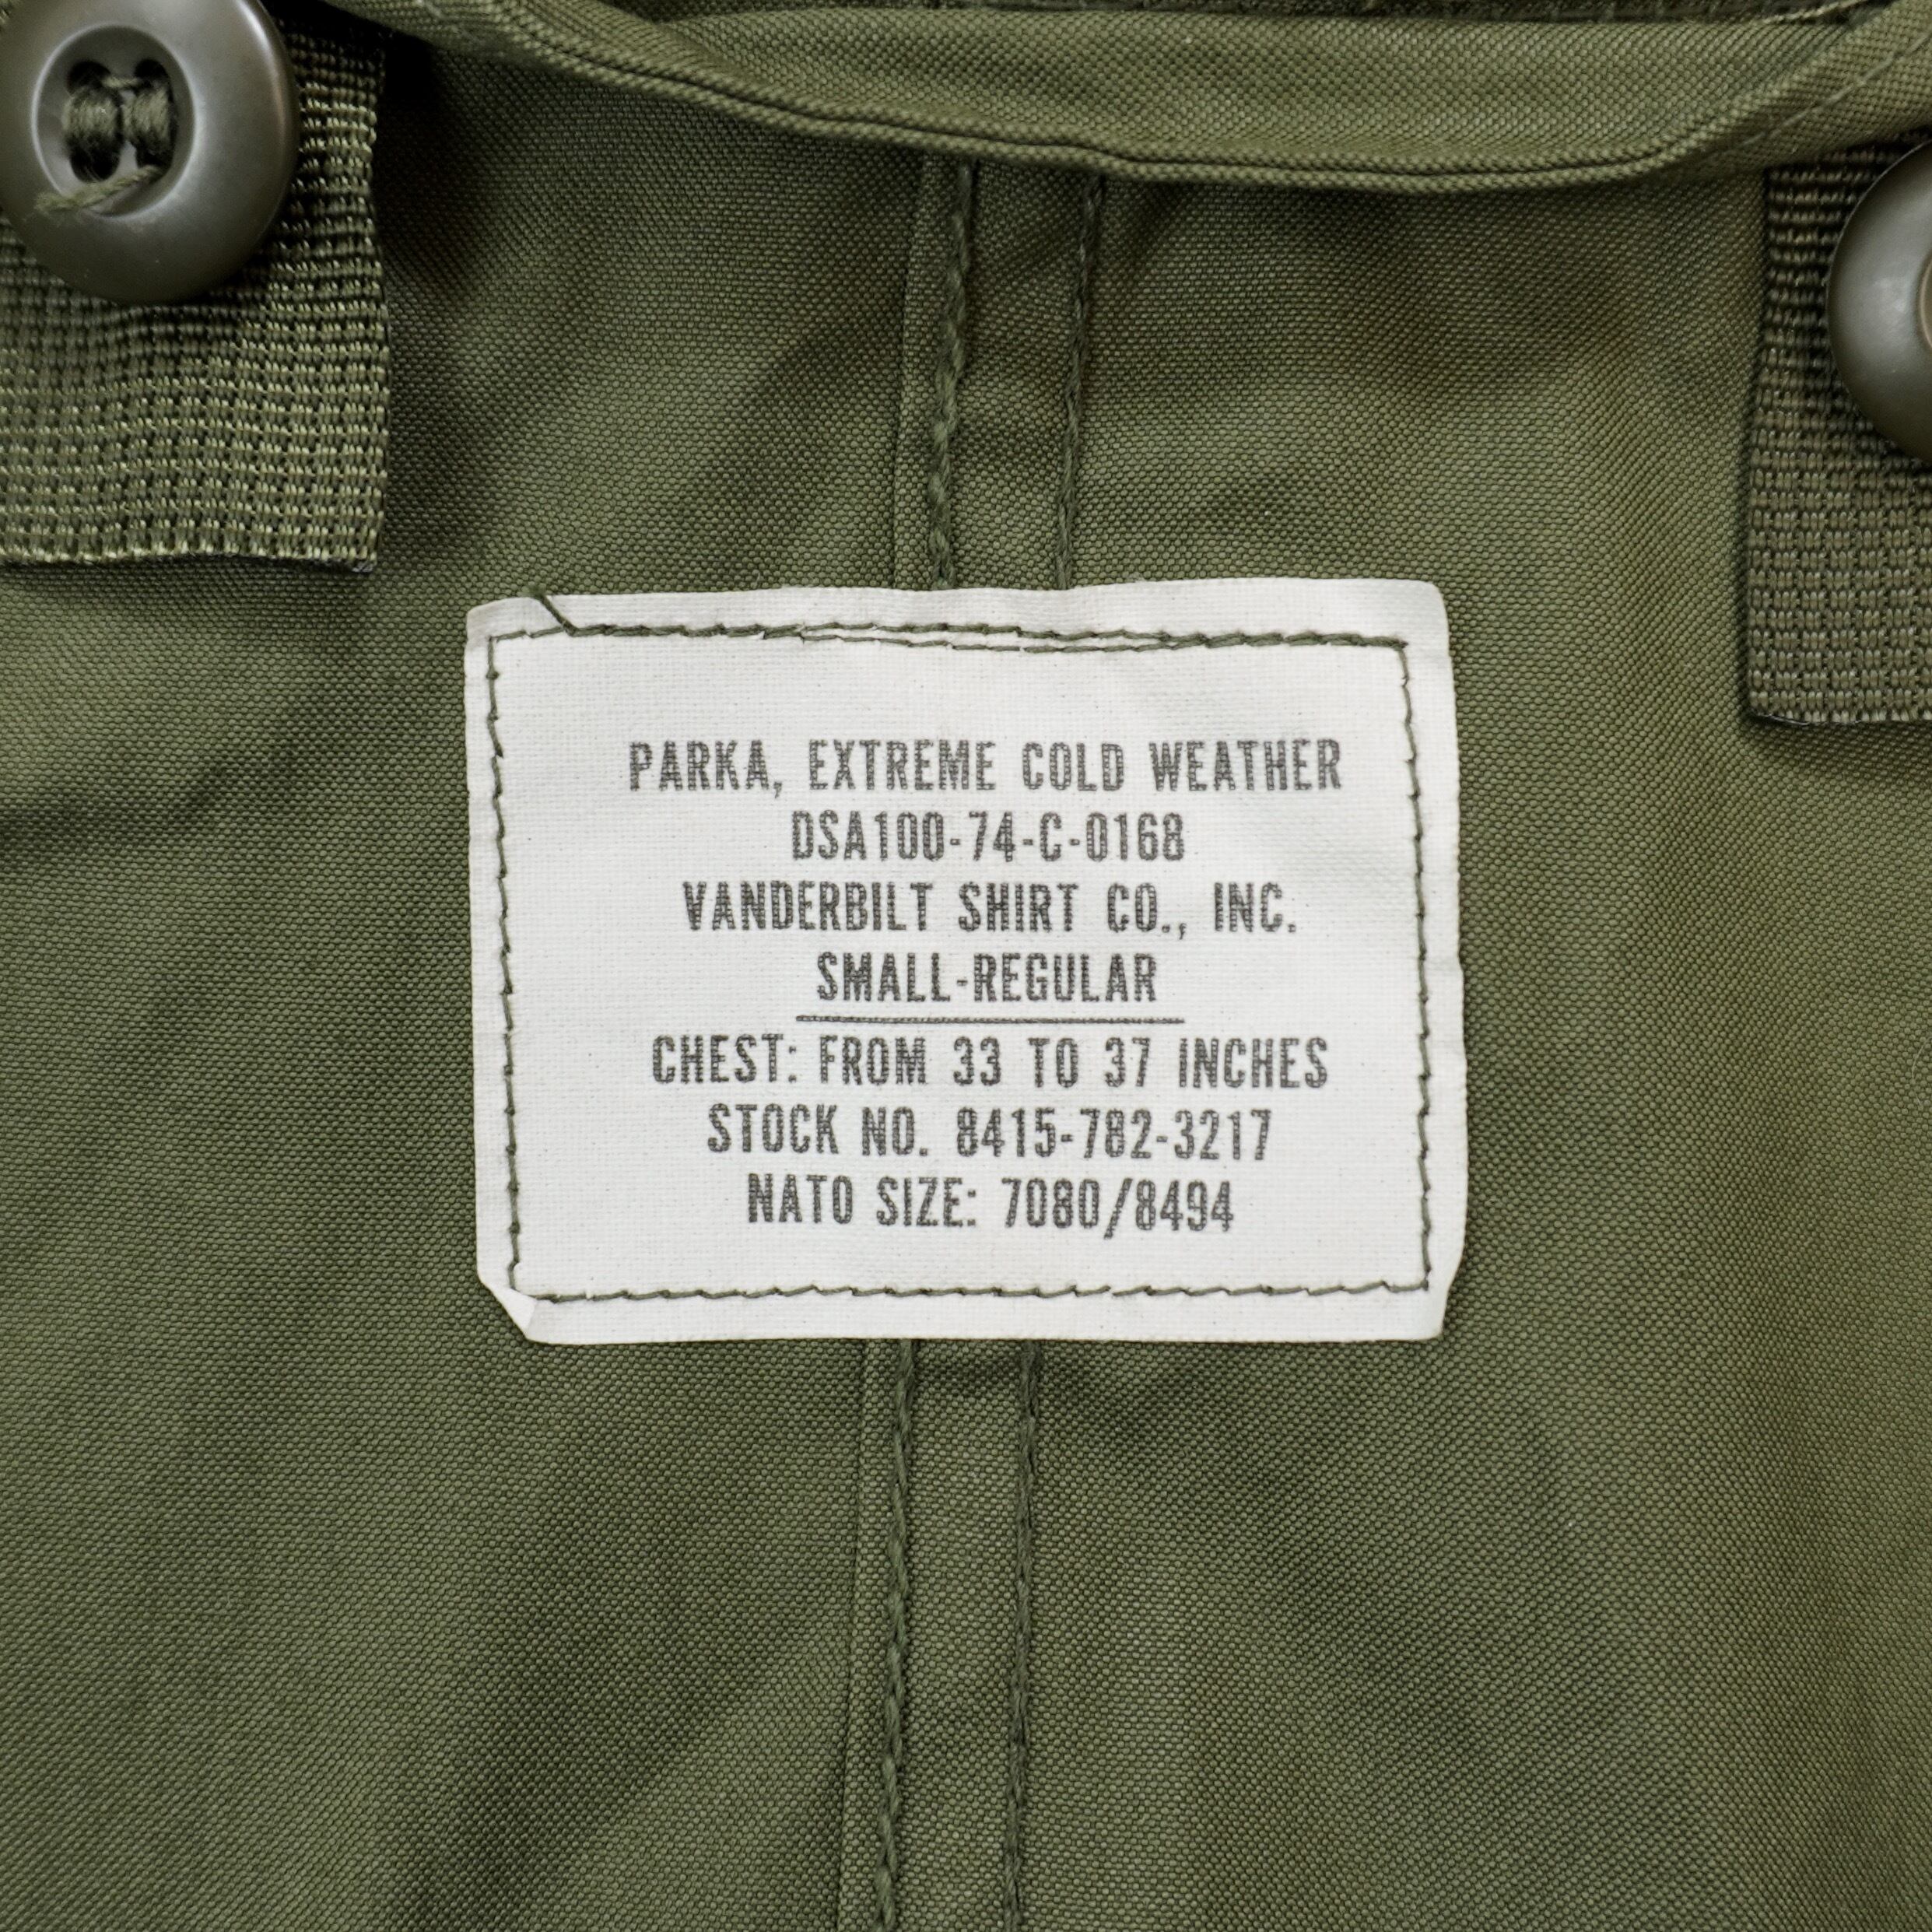 PARKA, EXTREME COLD WEATHER
DSA100-74-C-0168
VANDERBILT SHIRT CO., INC.
SMALL-REGULAR
CHEST: FROM 33 TO 37 INCHES
STOCK NO. 8415-782-3217
NATO SIZE: 7080/8494